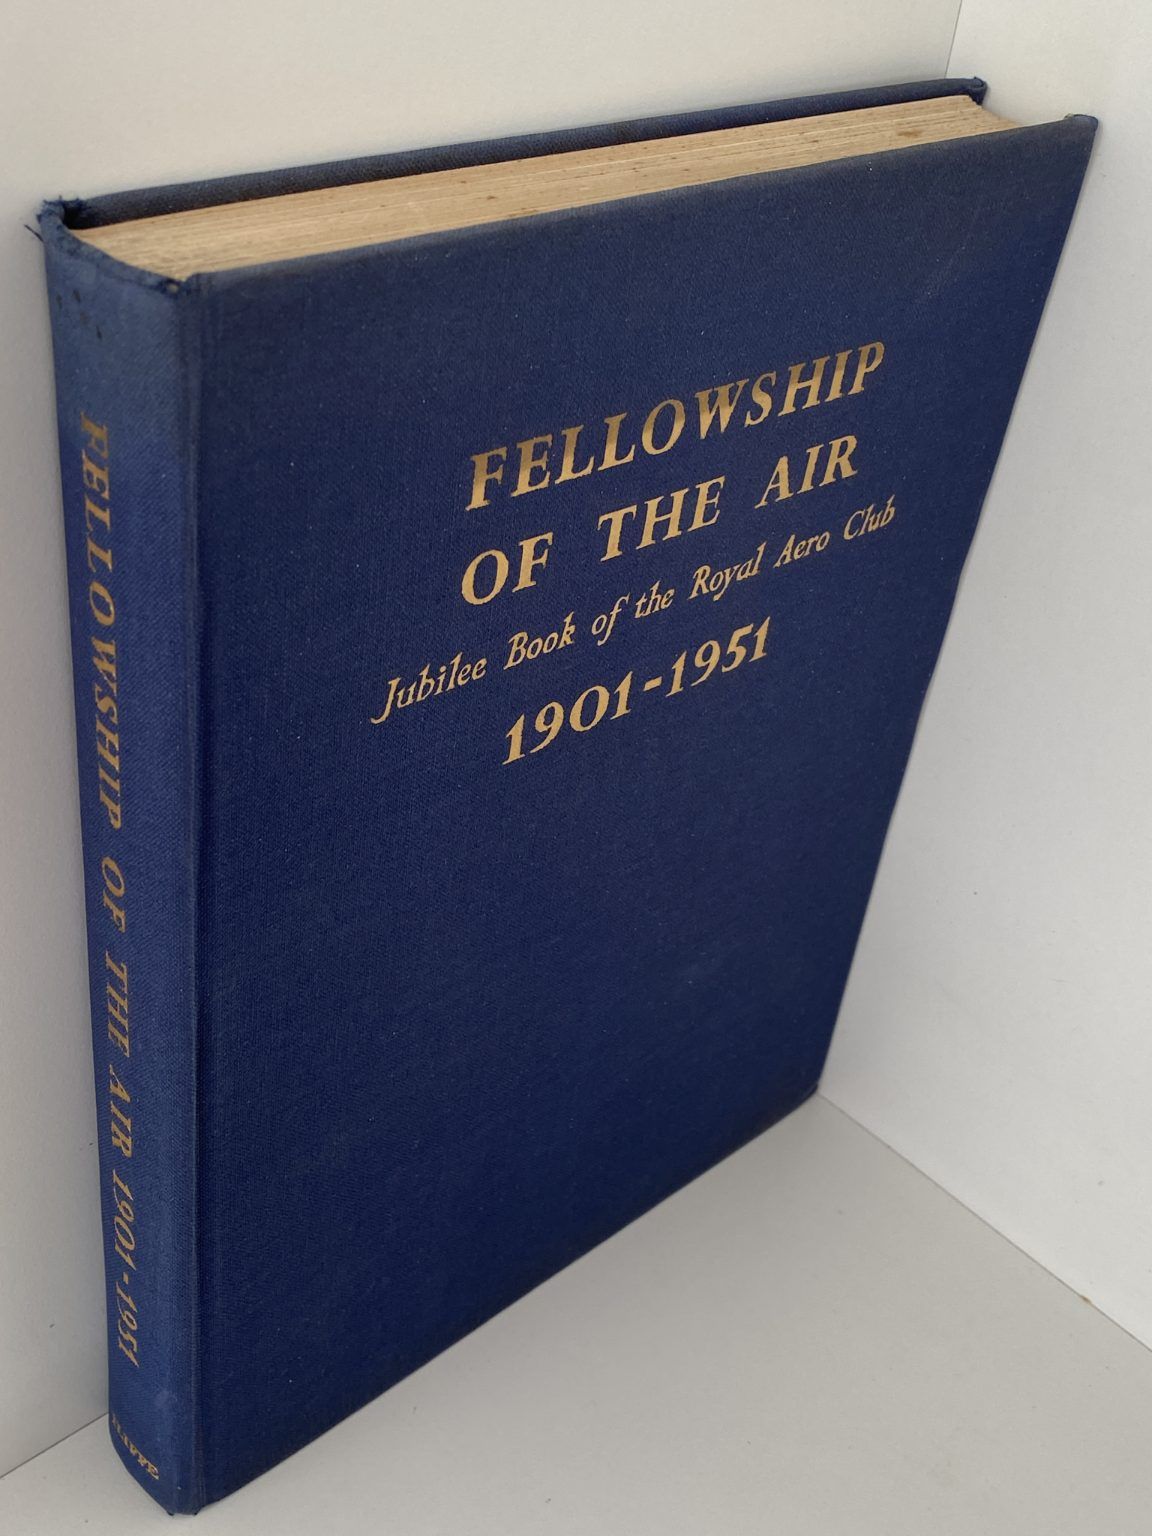 FELLOWSHIP
OF THE AIR
Jubilee Book of the Royal Aero Club
1901-1951
FELLOWSHIP OF THE AIR 1901-1951